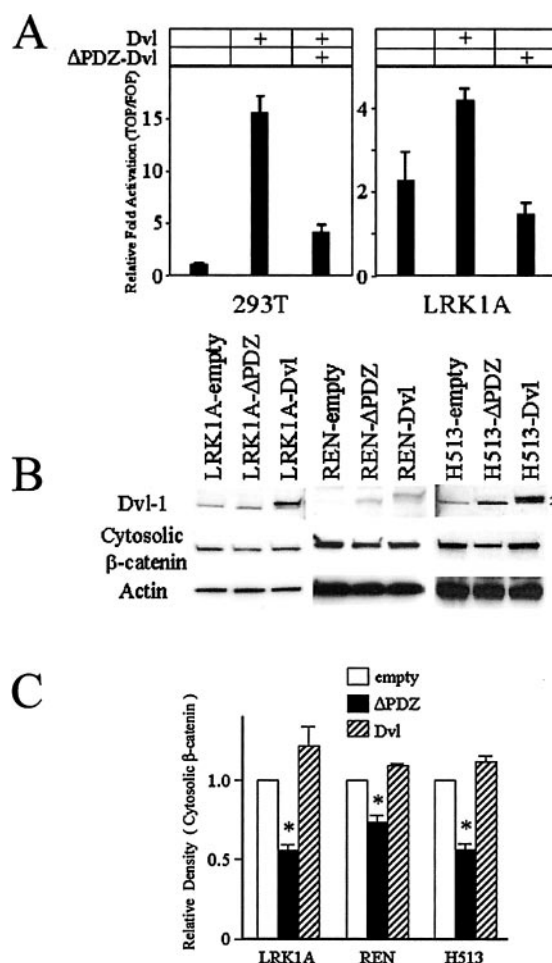 A
Dvl + + +
ΔPDZ-Dvl + +
Relative Fold Activation (TOP/FOP)
15
10
5
0
4
2
0
293T LRK1A
B
LRK1A-empty
LRK1A-ΔPDZ
LRK1A-Dvl
REN-empty
REN-ΔPDZ
REN-Dvl
H513-empty
H513-ΔPDZ
H513-Dvl
Dvl-1
Cytosolic
β-catenin
Actin
C
empty
ΔPDZ
Dvl
Relative Density (Cytosolic β-catenin)
1.0
0.5
0
* * *
LRK1A REN H513